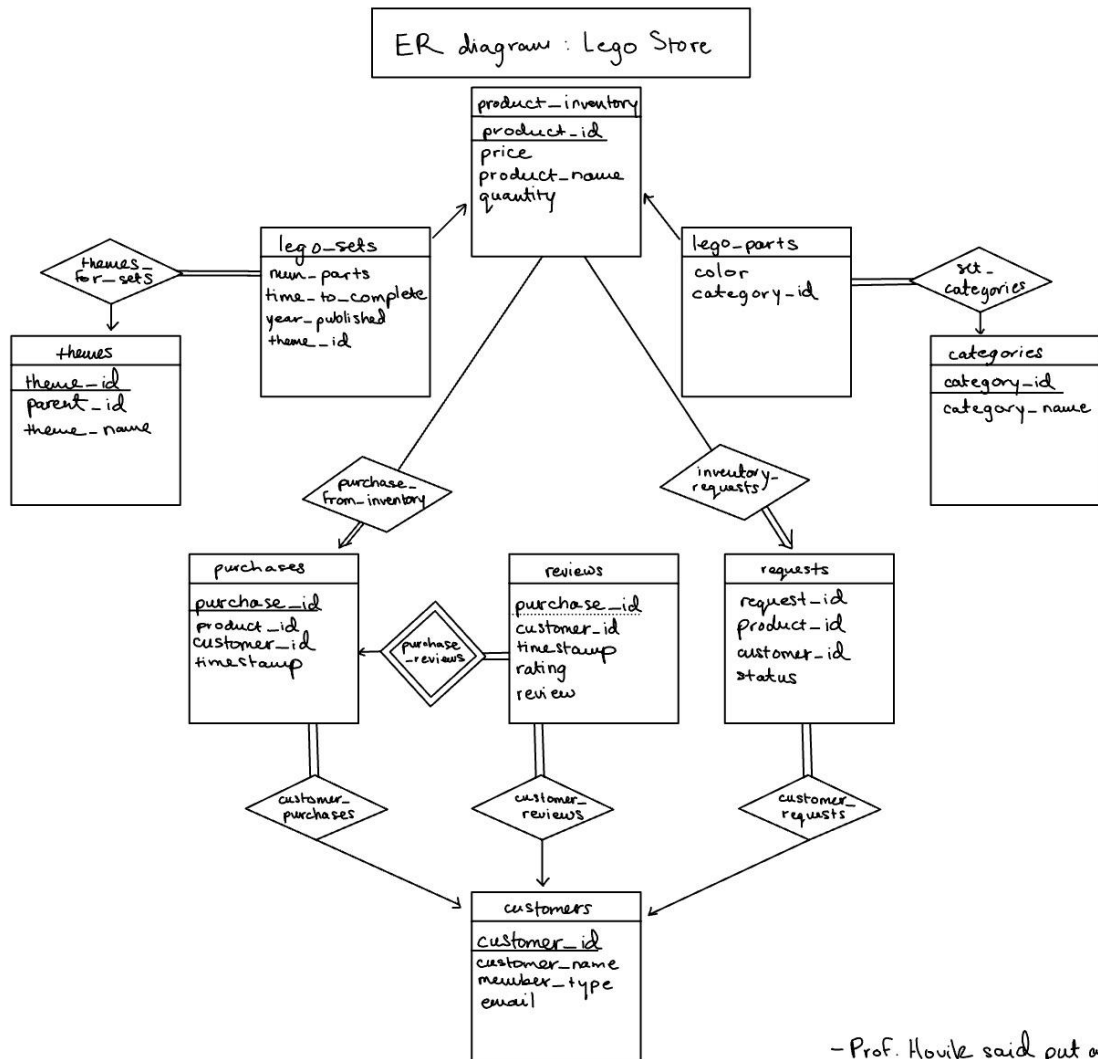 ER diagram : Lego Store
product_inventory
product_id
price
product_name
quantity
lego_sets
num_parts
time_to_complete
year_published
theme_id
lego_parts
color
category_id
themes_
for_sets
set_
categories
themes
theme_id
parent_id
theme_name
categories
category_id
category_name
purchase_
from_inventory
inventory_
requests
purchases
purchase_id
product_id
customer_id
timestamp
purchase
_reviews
reviews
purchase_id
customer_id
timestamp
rating
review
requests
request_id
product_id
customer_id
status
customer_
purchases
customer_
reviews
customer_
requests
customers
customer_id
customer_name
member_type
email
- Prof. Hovik said put a